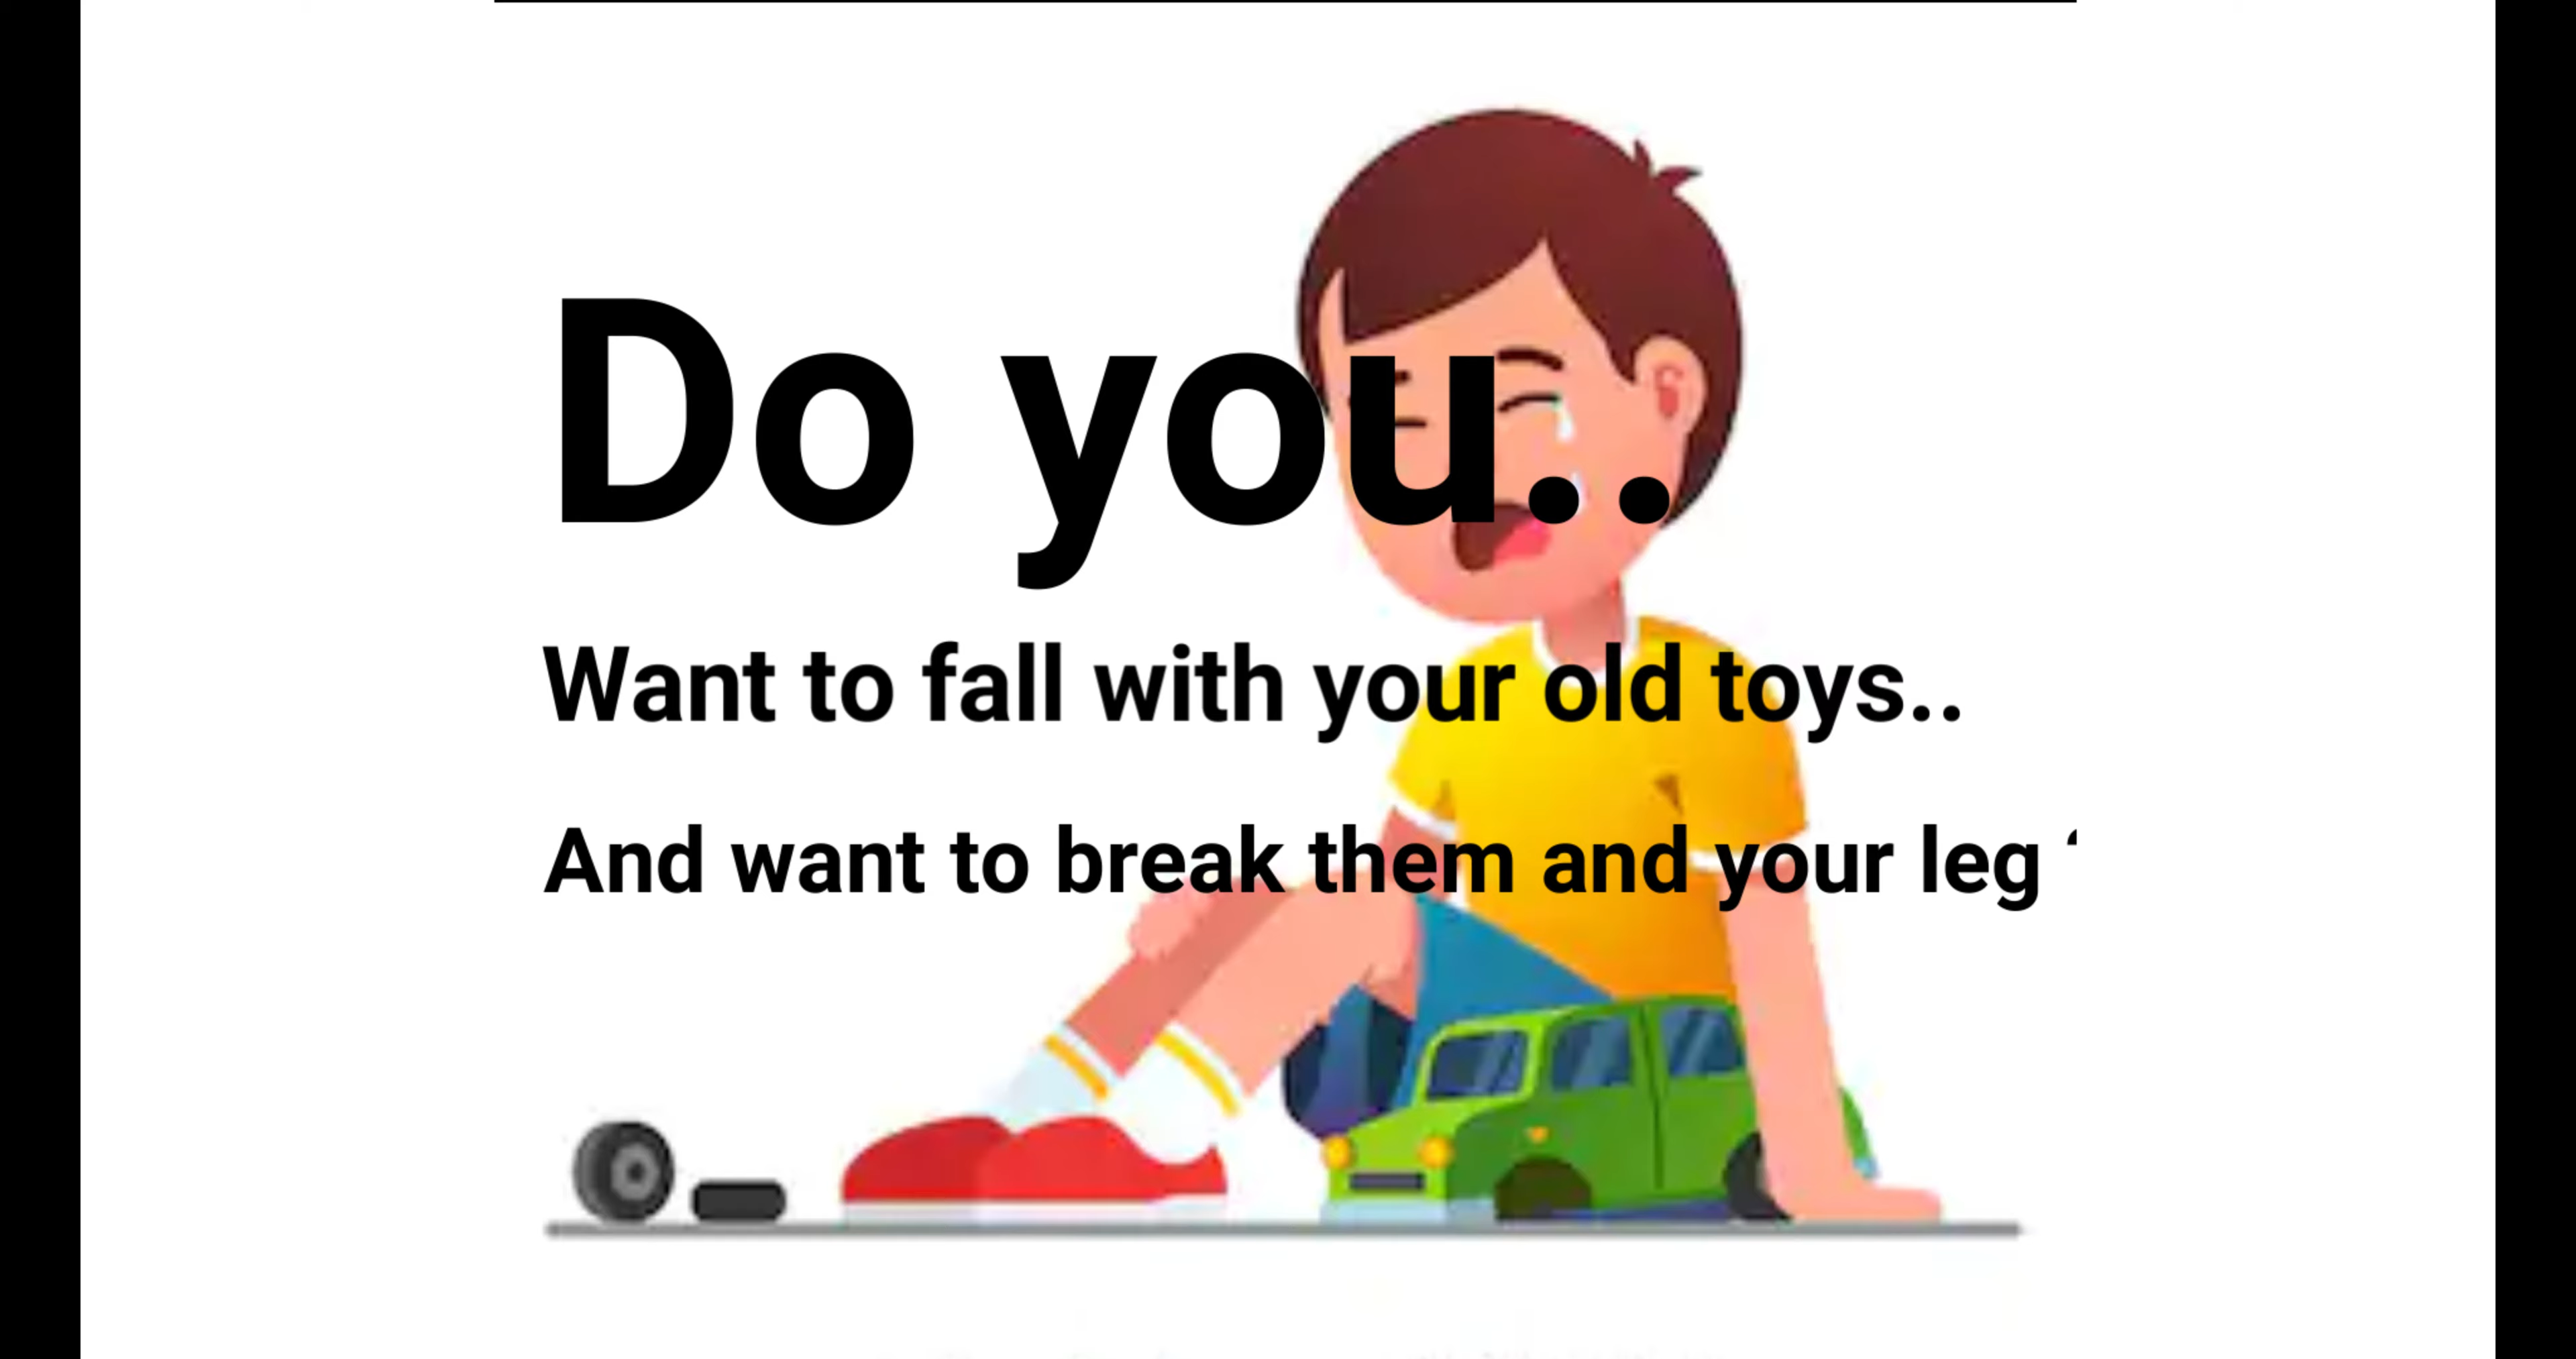 Do you..
Want to fall with your old toys..
And want to break them and your leg